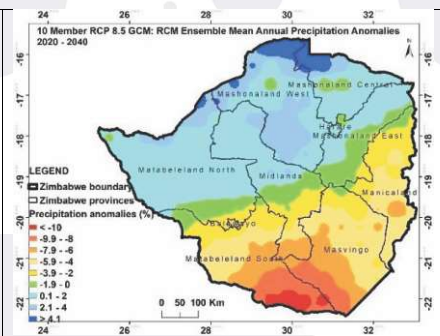 24 26 28 30 32
10 Member RCP 8.5 GCM: RCM Ensemble Mean Annual Precipitation Anomalies
2020 - 2040
N
-16
Mashonaland Central
Mashonaland West
-17
Harare
Mashonaland East
-18
LEGEND
Zimbabwe boundary
Zimbabwe provinces
Precipitation anomalies (%)
< -10
-9.9 - -8
-7.9 - -6
-5.9 - -4
-3.9 - -2
-1.9 - 0
0.1 - 2
2.1 - 4
> 4.1
Matabeleland North
Midlands
-19
Manicaland
-20
Bulawayo
Masvingo
-21
Matabeleland South
-22
0 50 100 Km
24 26 28 30 32